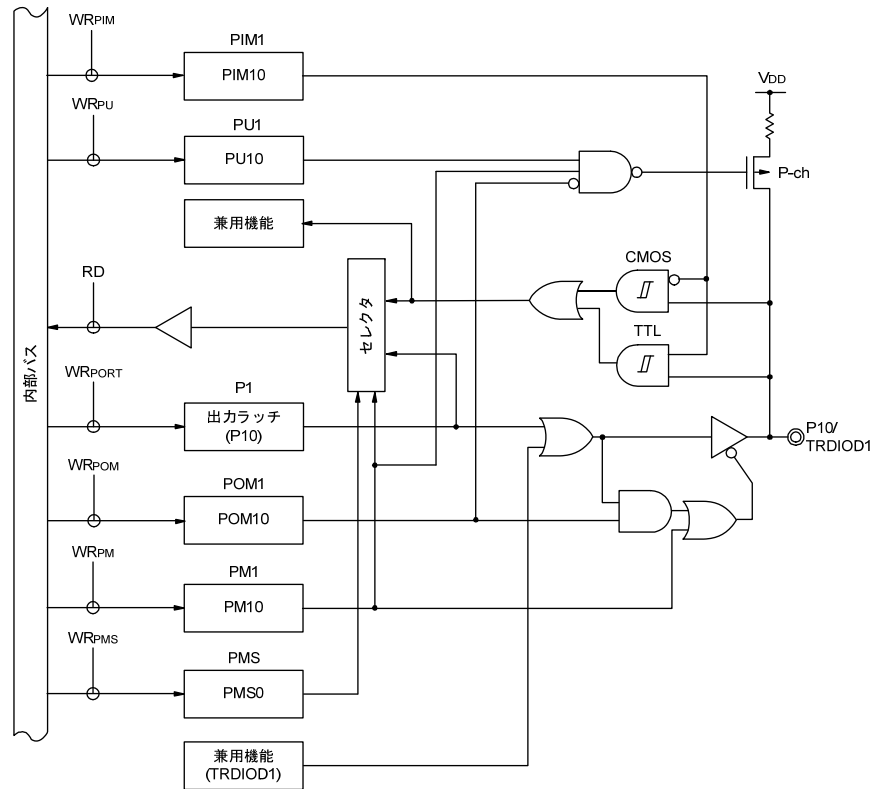 WRPIM
PIM1
PIM10
VDD
WRPU
PU1
PU10
P-ch
兼用機能
CMOS
RD
セレクタ
TTL
内部バス
WRPORT
P1
出力ラッチ
(P10)
P10/
TRDIOD1
WRPOM
POM1
POM10
WRPM
PM1
PM10
WRPMS
PMS
PMS0
兼用機能
(TRDIOD1)